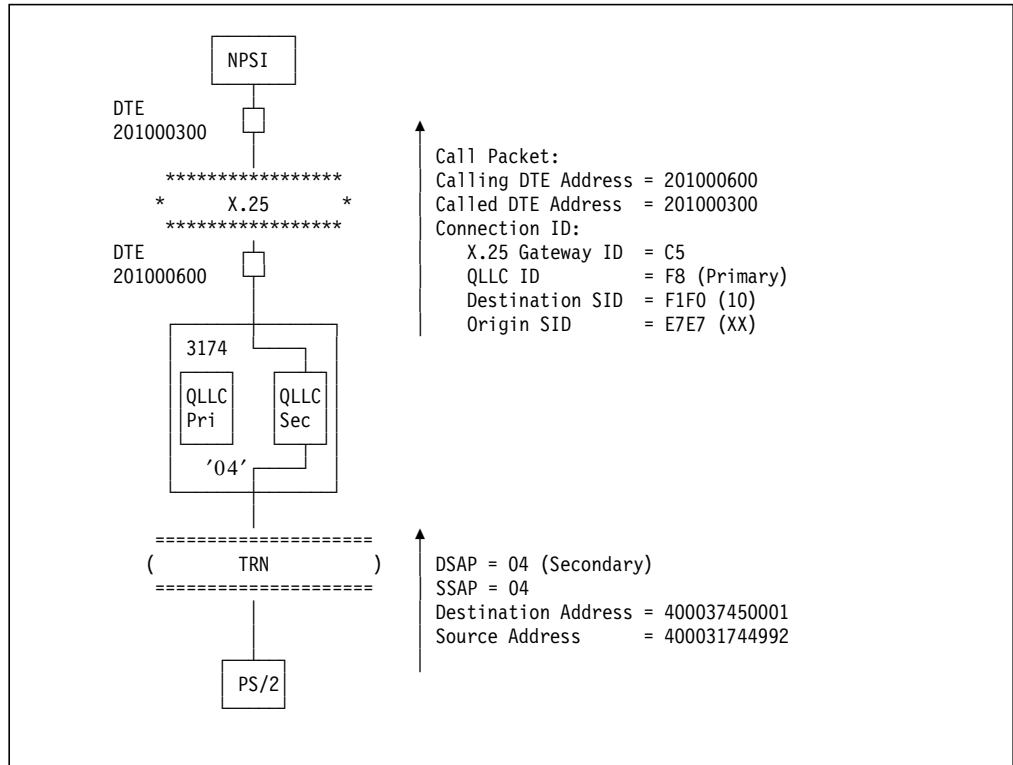 NPSI
DTE
201000300
Call Packet:
Calling DTE Address = 201000600
*****************
Called DTE Address = 201000300
* X.25 *
Connection ID:
*****************
X.25 Gateway ID = C5
DTE
QLLC ID = F8 (Primary)
201000600
Destination SID = F1F0 (10)
Origin SID = E7E7 (XX)
3174
QLLC QLLC
Pri Sec
′04′
=====================
( TRN )
=====================
DSAP = 04 (Secondary)
SSAP = 04
Destination Address = 400037450001
Source Address = 400031744992
PS/2